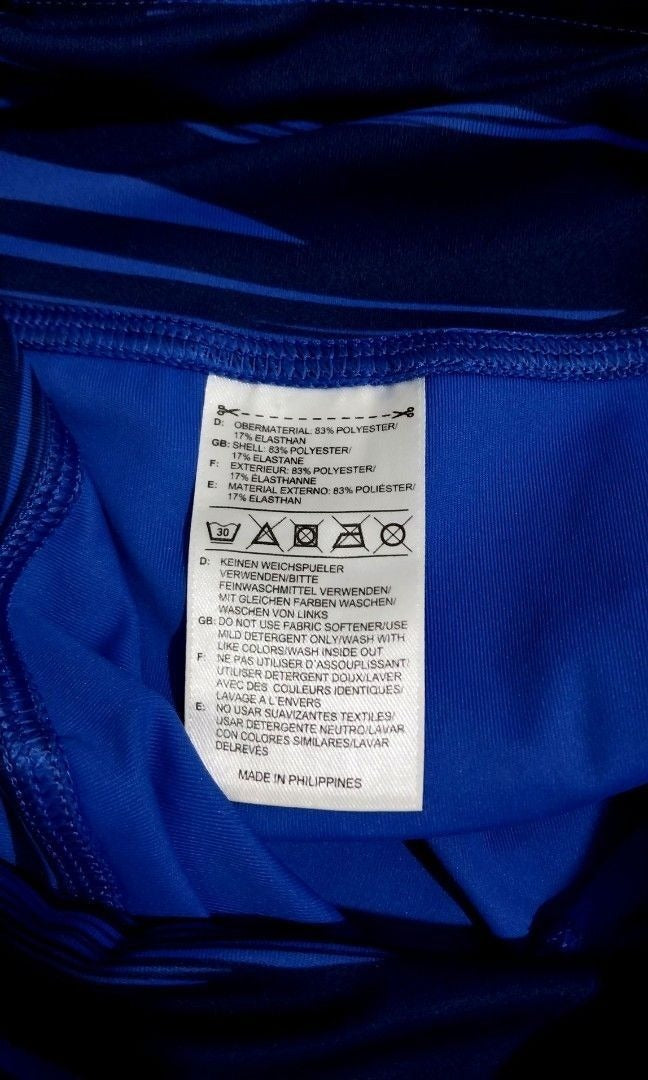 D: OBERMATERIAL: 83% POLYESTER/
17% ELASTHAN
GB: SHELL: 83% POLYESTER/
17% ELASTANE
F: EXTERIEUR: 83% POLYESTER/
17% ÉLASTHANNE
E: MATERIAL EXTERNO: 83% POLIÉSTER/
17% ELASTHAN
30
D: KEINEN WEICHSPUELER
VERWENDEN/BITTE
FEINWASCHMITTEL VERWENDEN/
MIT GLEICHEN FARBEN WASCHEN/
WASCHEN VON LINKS
GB: DO NOT USE FABRIC SOFTENER/USE
MILD DETERGENT ONLY/WASH WITH
LIKE COLORS/WASH INSIDE OUT
F: NE PAS UTILISER D'ASSOUPLISSANT/
UTILISER DETERGENT DOUX/LAVER
AVEC DES COULEURS IDENTIQUES/
LAVAGE A L'ENVERS
E: NO USAR SUAVIZANTES TEXTILES/
USAR DETERGENTE NEUTRO/LAVAR
CON COLORES SIMILARES/LAVAR
DELREVÉS
MADE IN PHILIPPINES